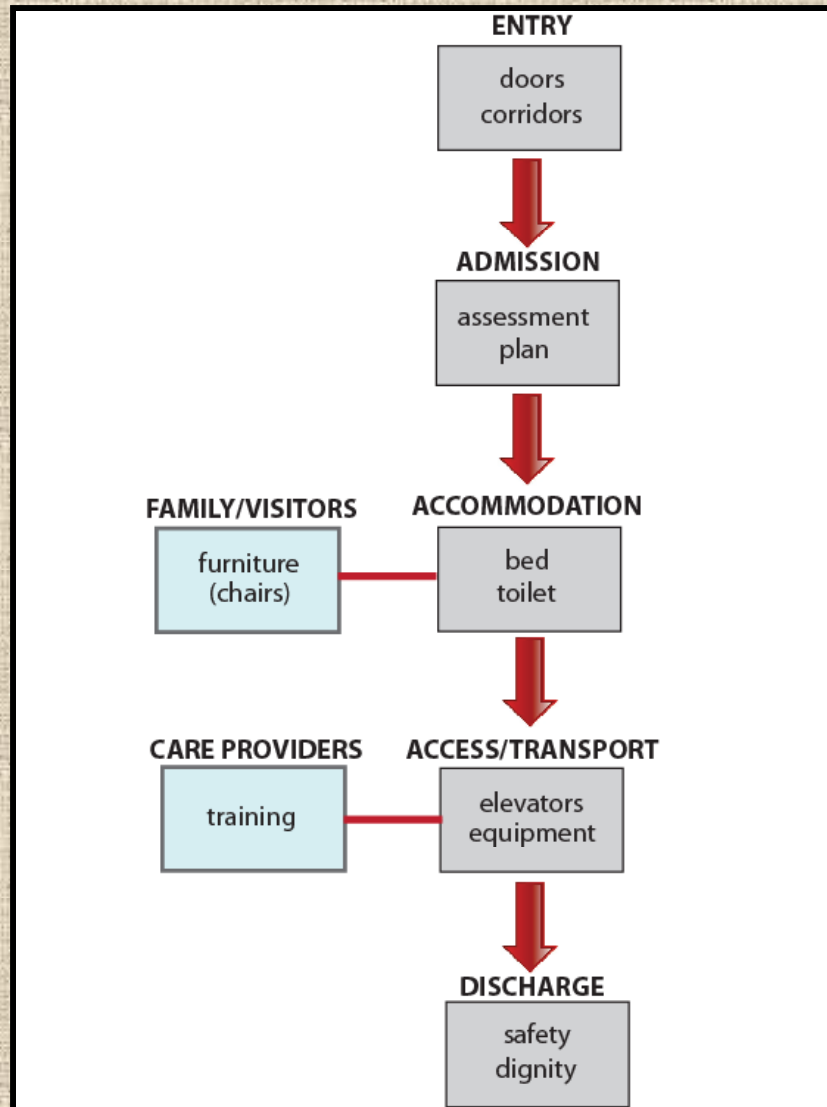 ENTRY
doors
corridors
ADMISSION
assessment
plan
FAMILY/VISITORS
furniture
(chairs)
ACCOMMODATION
bed
toilet
CARE PROVIDERS
training
ACCESS/TRANSPORT
elevators
equipment
DISCHARGE
safety
dignity